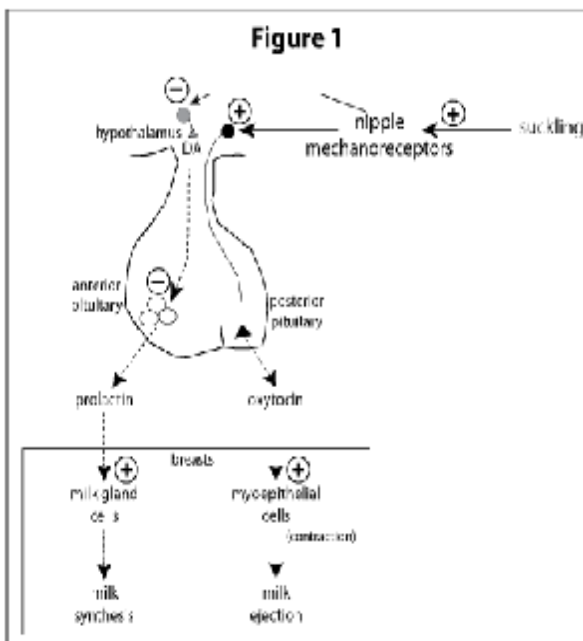 Figure 1
hypothalamus
DA
nipple
mechanoreceptors
suckling
anterior
pituitary
posterior
pituitary
prolactin
oxytocin
breasts
milk gland
cells
myoepithelial
cells
(contraction)
milk
synthesis
milk
ejection